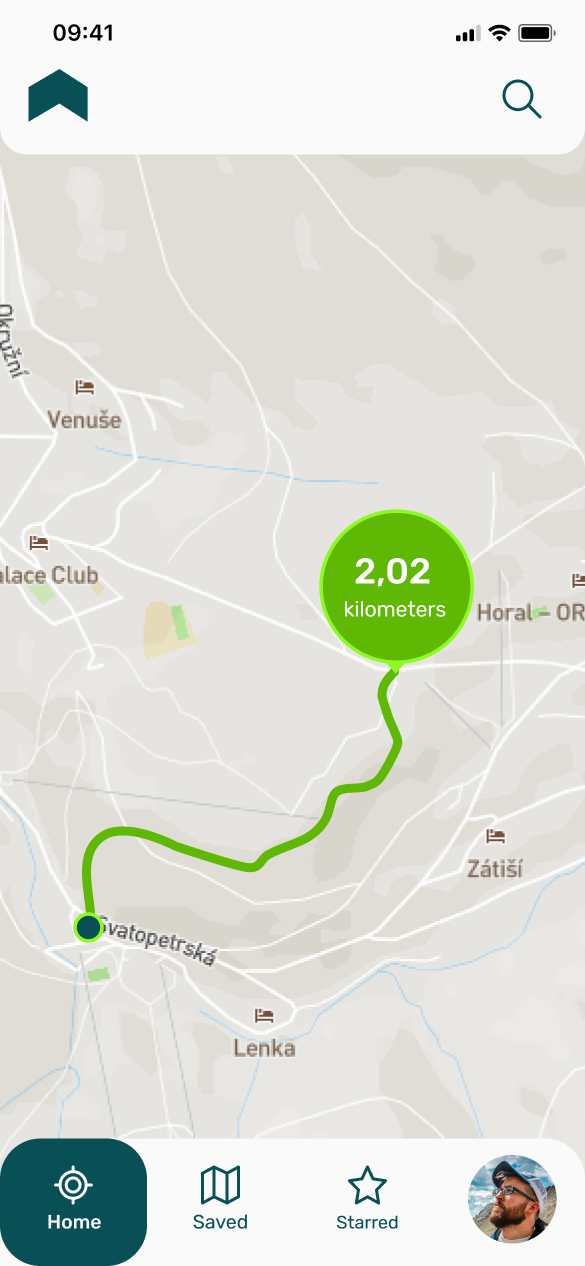 09:41
Okružní
Venuše
alace Club
2,02
kilometers
Horal – OR
Zátiší
Svatopetrská
Lenka
Home
Saved
Starred